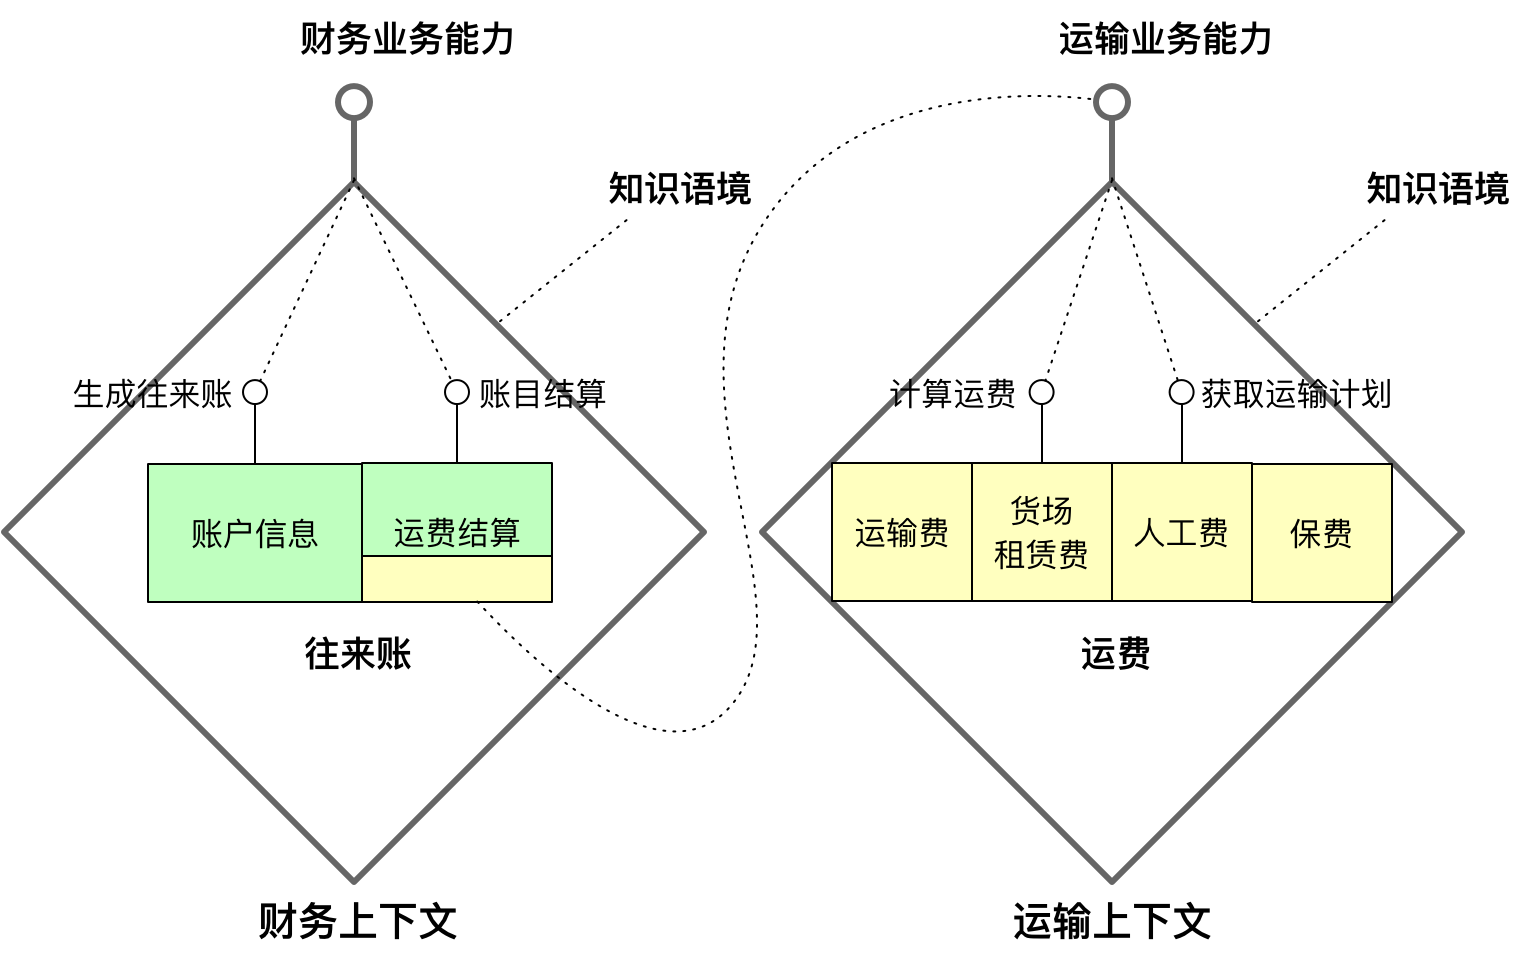 财务业务能力
运输业务能力
知识语境
知识语境
生成往来账
账目结算
计算运费
获取运输计划
账户信息
运费结算
运输费
货场
租赁费
人工费
保费
往来账
运费
财务上下文
运输上下文